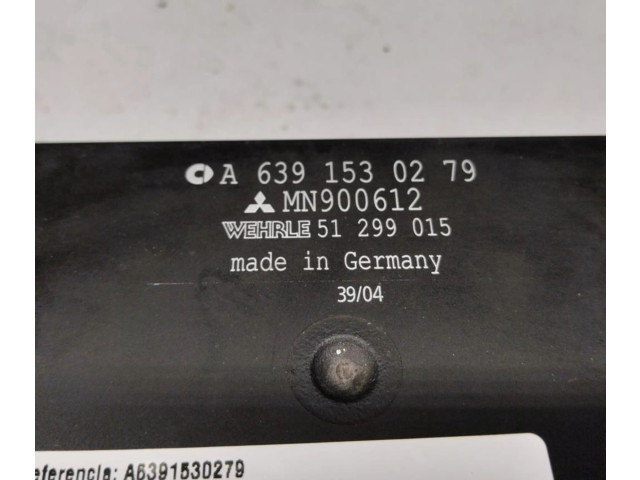 A 639 153 02 79
MN900612
WEHRLE 51 299 015
made in Germany
39/04
eferencia: A6391530279